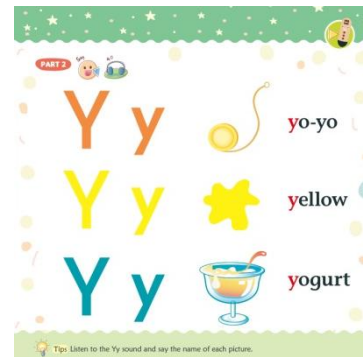 PART 2
Y y yo-yo
Y y yellow
Y y yogurt
Tips Listen to the Yy sound and say the name of each picture.